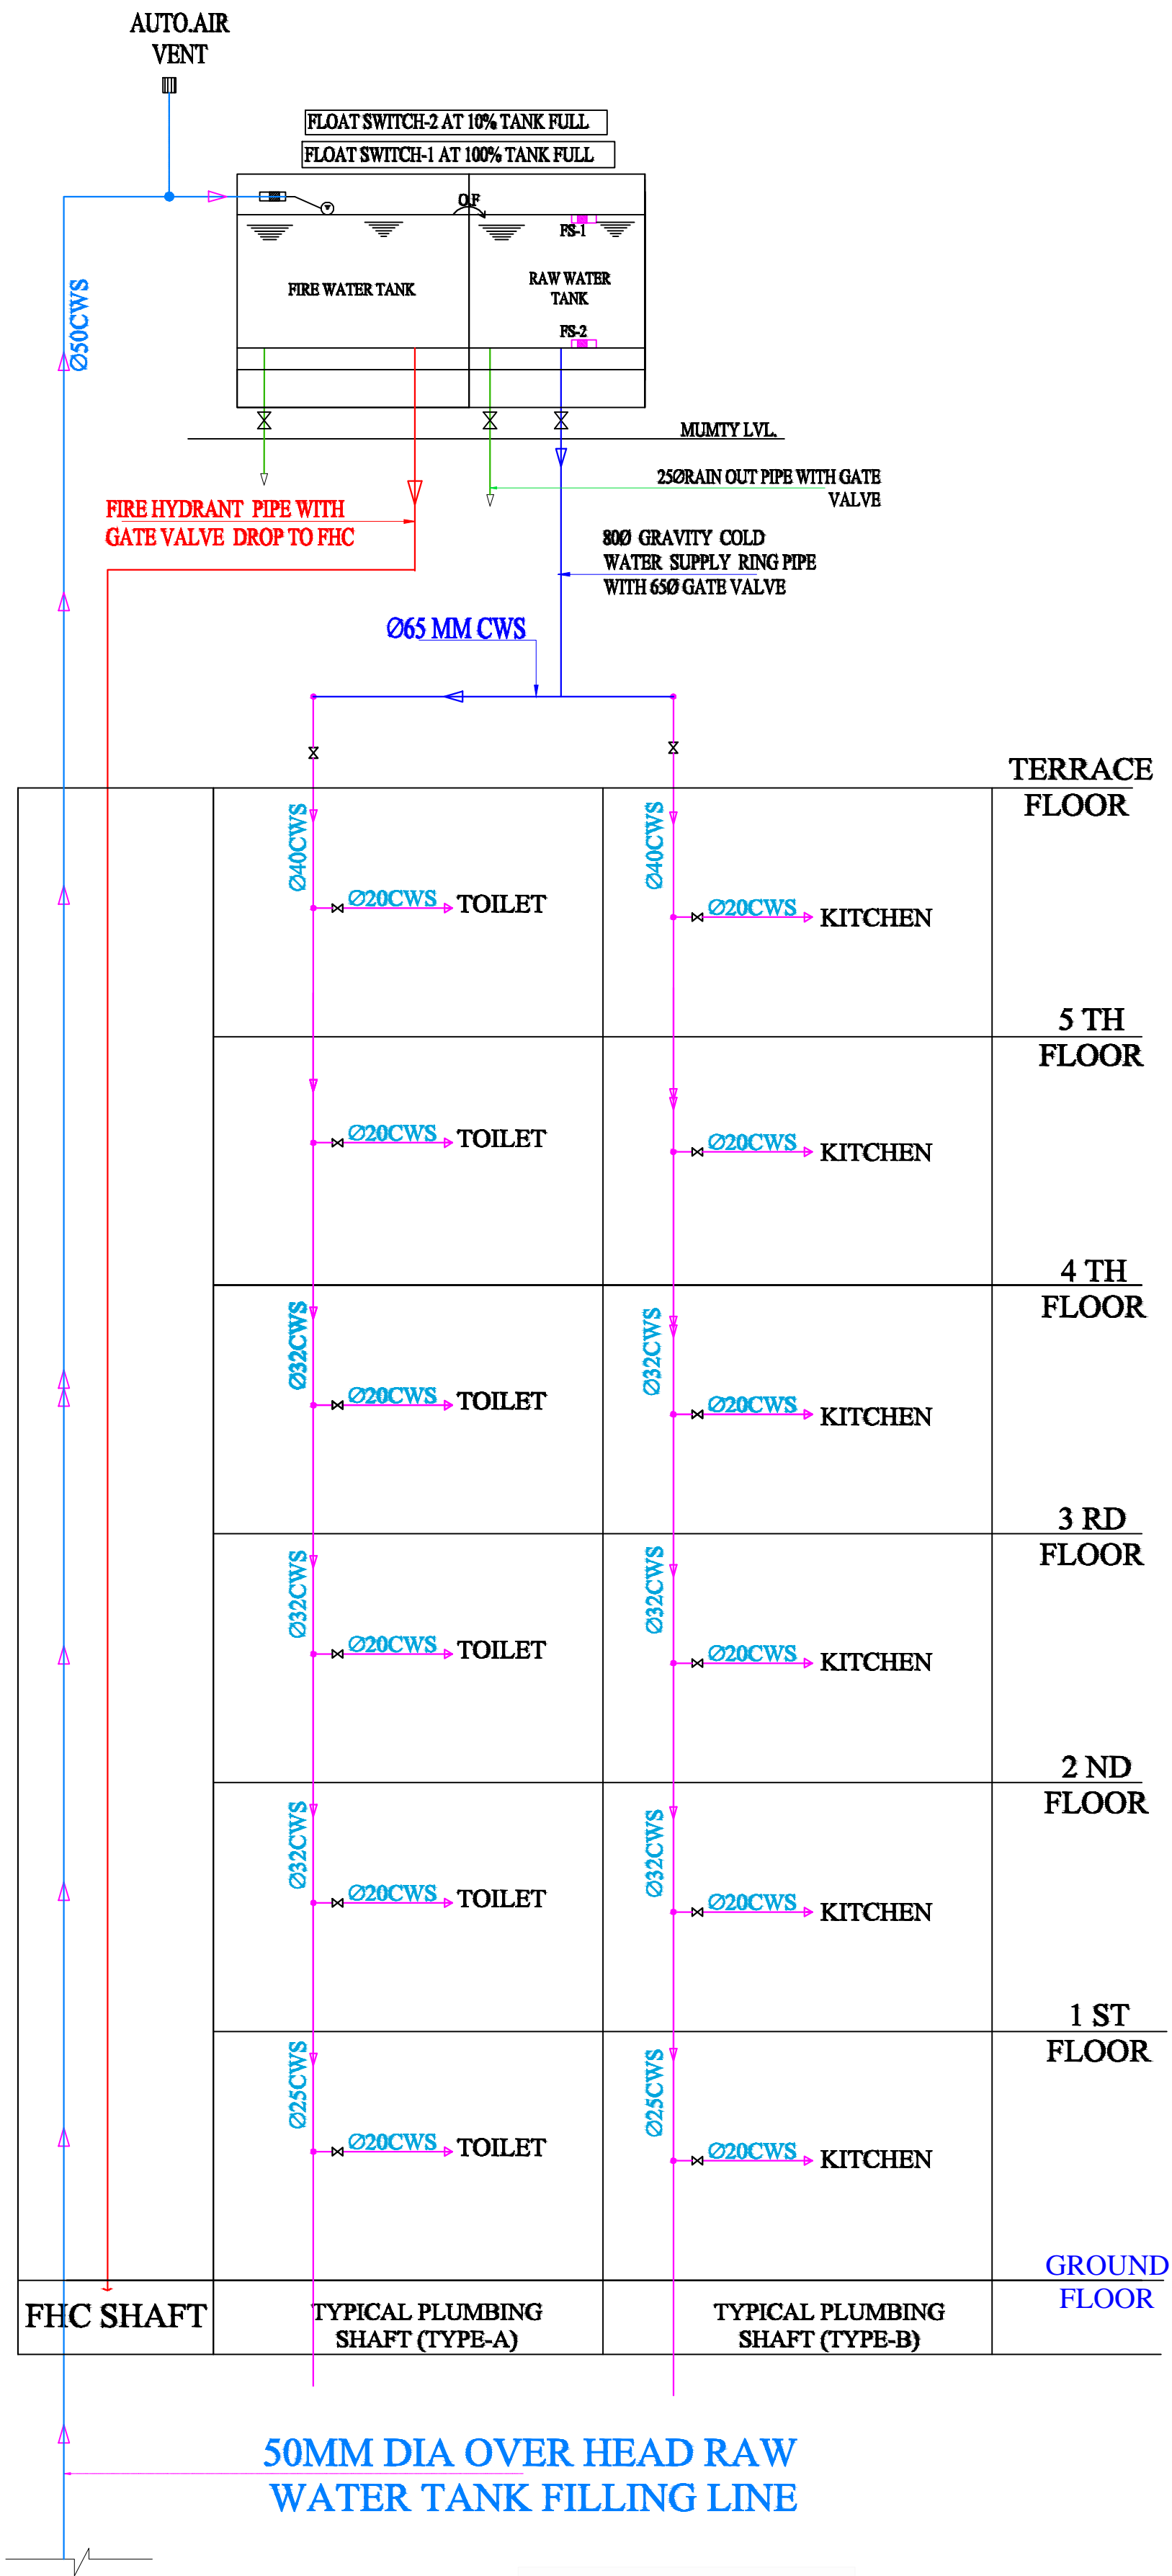 AUTO.AIR
VENT
FLOAT SWITCH-2 AT 10% TANK FULL
FLOAT SWITCH-1 AT 100% TANK FULL
O.F
FS-1
FIRE WATER TANK
RAW WATER
TANK
FS-2
Ø50CWS
MUMTY LVL.
25ØRAIN OUT PIPE WITH GATE
VALVE
FIRE HYDRANT PIPE WITH
GATE VALVE DROP TO FHC
80Ø GRAVITY COLD
WATER SUPPLY RING PIPE
WITH 65Ø GATE VALVE
Ø65 MM CWS
TERRACE
FLOOR
Ø40CWS
Ø40CWS
Ø20CWS TOILET
Ø20CWS KITCHEN
5 TH
FLOOR
Ø20CWS TOILET
Ø20CWS KITCHEN
4 TH
FLOOR
Ø32CWS
Ø32CWS
Ø20CWS TOILET
Ø20CWS KITCHEN
3 RD
FLOOR
Ø32CWS
Ø32CWS
Ø20CWS TOILET
Ø20CWS KITCHEN
2 ND
FLOOR
Ø32CWS
Ø32CWS
Ø20CWS TOILET
Ø20CWS KITCHEN
1 ST
FLOOR
Ø25CWS
Ø25CWS
Ø20CWS TOILET
Ø20CWS KITCHEN
GROUND
FLOOR
FHC SHAFT
TYPICAL PLUMBING
SHAFT (TYPE-A)
TYPICAL PLUMBING
SHAFT (TYPE-B)
50MM DIA OVER HEAD RAW
WATER TANK FILLING LINE